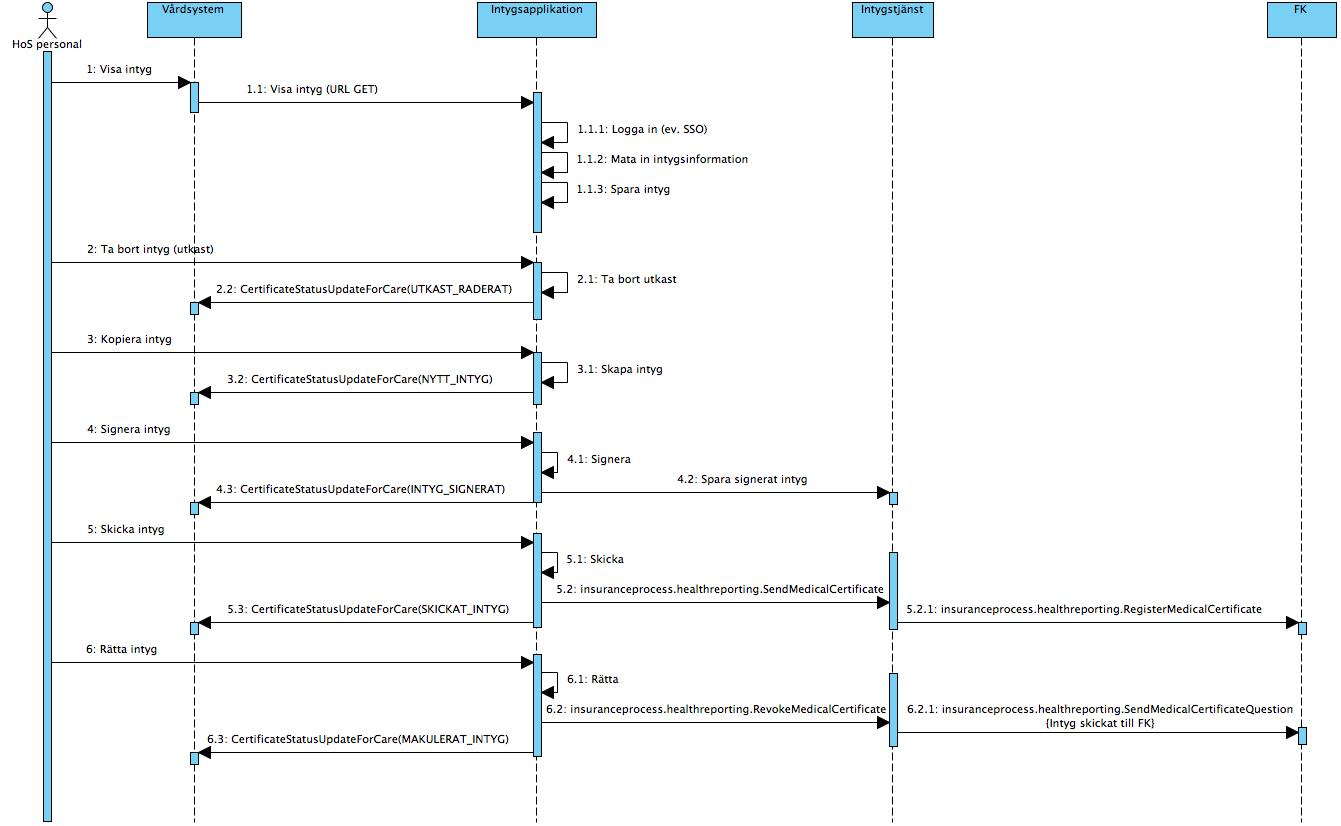 HoS personal
Vårdsystem
Intygsapplikation
Intygstjänst
FK
1: Visa intyg
1.1: Visa intyg (URL GET)
1.1.1: Logga in (ev. SSO)
1.1.2: Mata in intygsinformation
1.1.3: Spara intyg
2: Ta bort intyg (utkast)
2.1: Ta bort utkast
2.2: CertificateStatusUpdateForCare(UTKAST_RADERAT)
3: Kopiera intyg
3.1: Skapa intyg
3.2: CertificateStatusUpdateForCare(NYTT_INTYG)
4: Signera intyg
4.1: Signera
4.2: Spara signerat intyg
4.3: CertificateStatusUpdateForCare(INTYG_SIGNERAT)
5: Skicka intyg
5.1: Skicka
5.2: insuranceprocess.healthreporting.SendMedicalCertificate
5.3: CertificateStatusUpdateForCare(SKICKAT_INTYG)
5.2.1: insuranceprocess.healthreporting.RegisterMedicalCertificate
6: Rätta intyg
6.1: Rätta
6.2: insuranceprocess.healthreporting.RevokeMedicalCertificate
6.2.1: insuranceprocess.healthreporting.SendMedicalCertificateQuestion
{Intyg skickat till FK}
6.3: CertificateStatusUpdateForCare(MAKULERAT_INTYG)